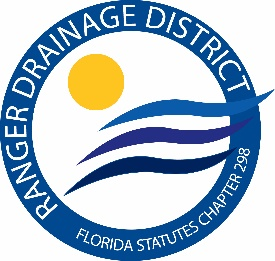 RANGER DRAINAGE DISTRICT
FLORIDA STATUTES CHAPTER 298